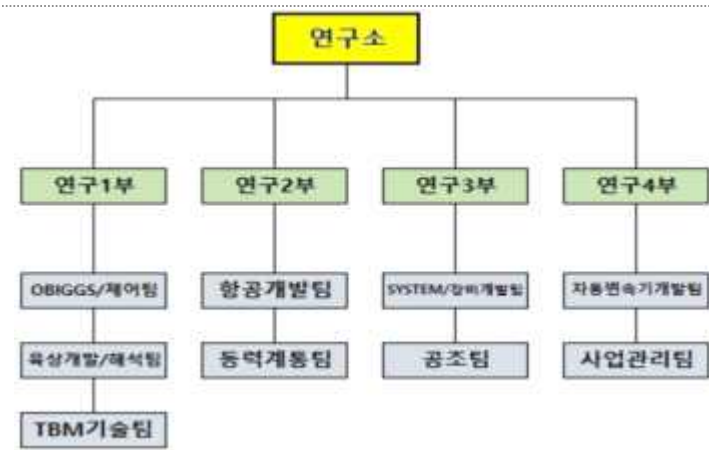 연구소
연구1부
연구2부
연구3부
연구4부
OBIGGS/제어팀
항공개발팀
SYSTEM/장비개발팀
자동변속기개발팀
육상개발/해석팀
동력계통팀
공조팀
사업관리팀
TBM기술팀